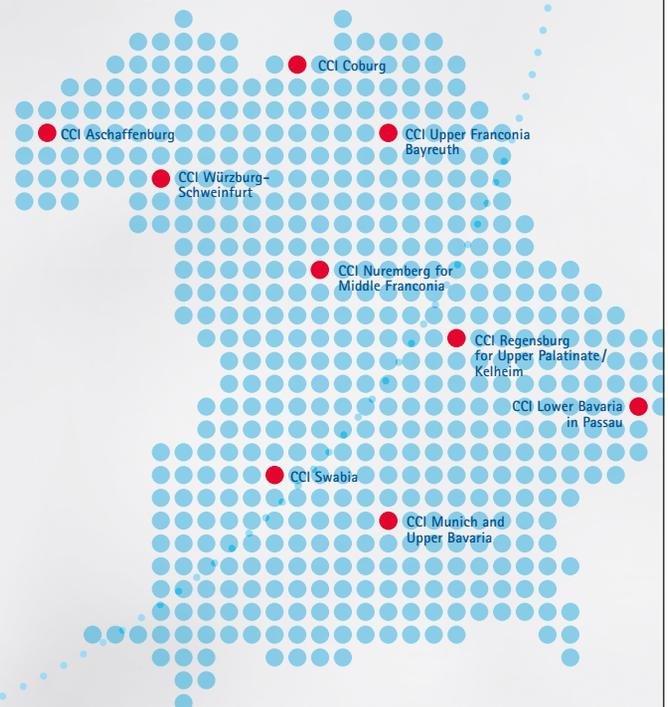 CCI Coburg
CCI Aschaffenburg
CCI Upper Franconia
Bayreuth
CCI Würzburg-
Schweinfurt
CCI Nuremberg for
Middle Franconia
CCI Regensburg
for Upper Palatinate/
Kelheim
CCI Lower Bavaria
in Passau
CCI Swabia
CCI Munich and
Upper Bavaria